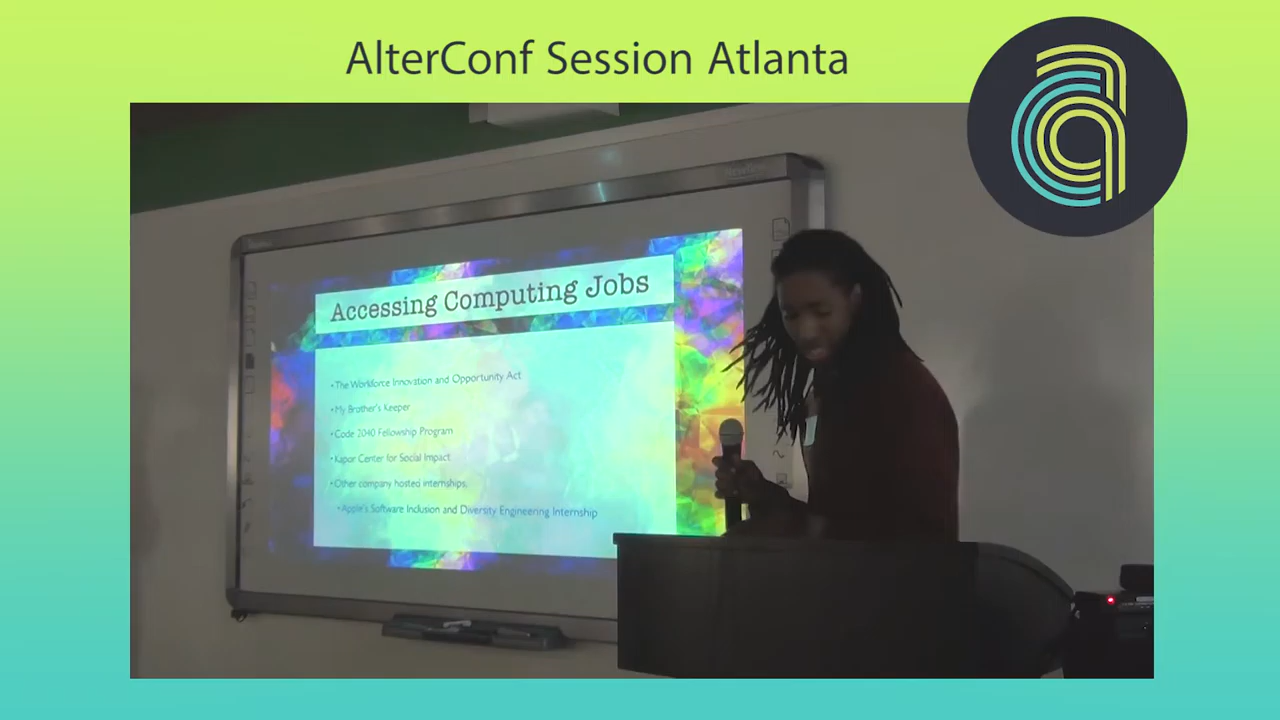 AlterConf Session Atlanta
Accessing Computing Jobs
• The Workforce Innovation and Opportunity Act
• My Brother's Keeper
• Code 2040 Fellowship Program
• Kapor Center for Social Impact
• Other company hosted internships.
• Apple's Software Inclusion and Diversity Engineering Internship